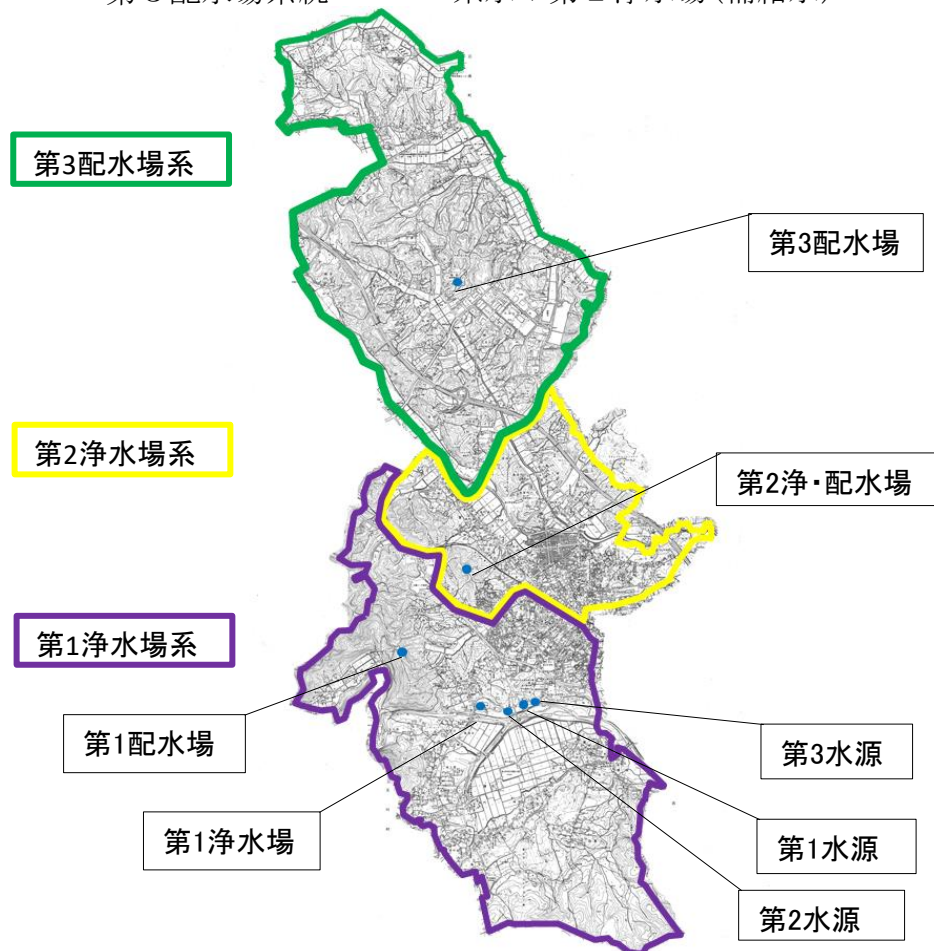 第3配水場系
第3配水場
第2浄水場系
第2浄・配水場
第1浄水場系
第1配水場
第3水源
第1浄水場
第1水源
第2水源